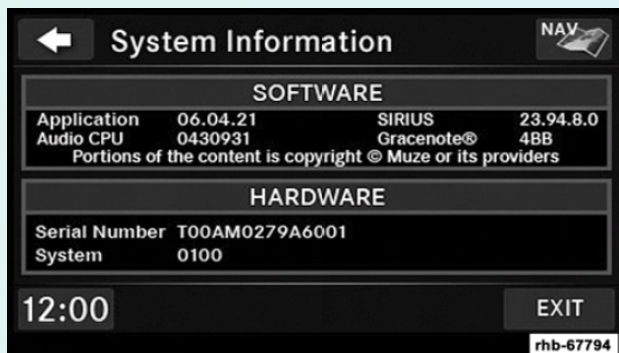 System Information
NAV
SOFTWARE
Application 06.04.21 SIRIUS 23.94.8.0
Audio CPU 0430931 Gracenote® 4BB
Portions of the content is copyright © Muze or its providers
HARDWARE
Serial Number T00AM0279A6001
System 0100
12:00 EXIT
rhb-67794